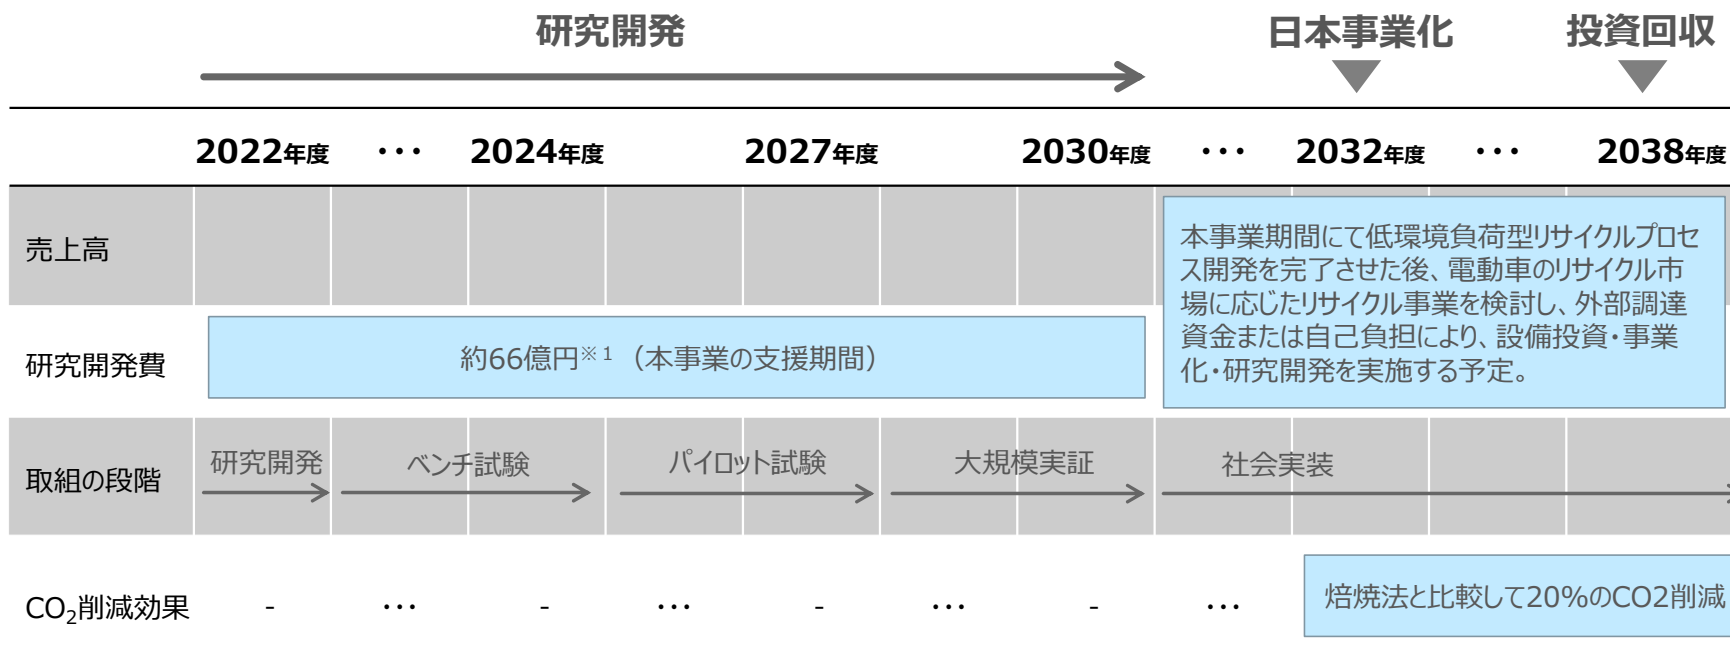 研究開発 日本事業化 投資回収
2022年度 ・・・ 2024年度 2027年度 2030年度 ・・・ 2032年度 ・・・ 2038年度
売上高
本事業期間にて低環境負荷型リサイクルプロセ
ス開発を完了させた後、電動車のリサイクル市
場に応じたリサイクル事業を検討し、外部調達
資金または自己負担により、設備投資・事業
化・研究開発を実施する予定。
研究開発費 約66億円※1（本事業の支援期間）
取組の段階 研究開発 ベンチ試験 パイロット試験 大規模実証 社会実装
CO2削減効果 - ・・・ - ・・・ - ・・・ - ・・・ 焙焼法と比較して20%のCO2削減